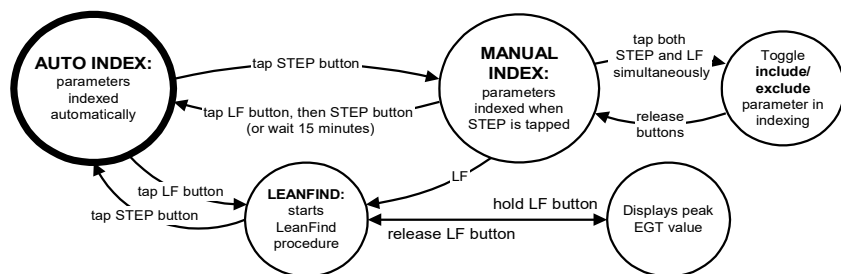 AUTO INDEX:
parameters
indexed
automatically
tap STEP button
tap LF button, then STEP button
(or wait 15 minutes)
MANUAL
INDEX:
parameters
indexed when
STEP is tapped
tap both
STEP and LF
simultaneously
release
buttons
Toggle
include/
exclude
parameter in
indexing
tap LF button
tap STEP button
LF
LEANFIND:
starts
LeanFind
procedure
hold LF button
release LF button
Displays peak
EGT value